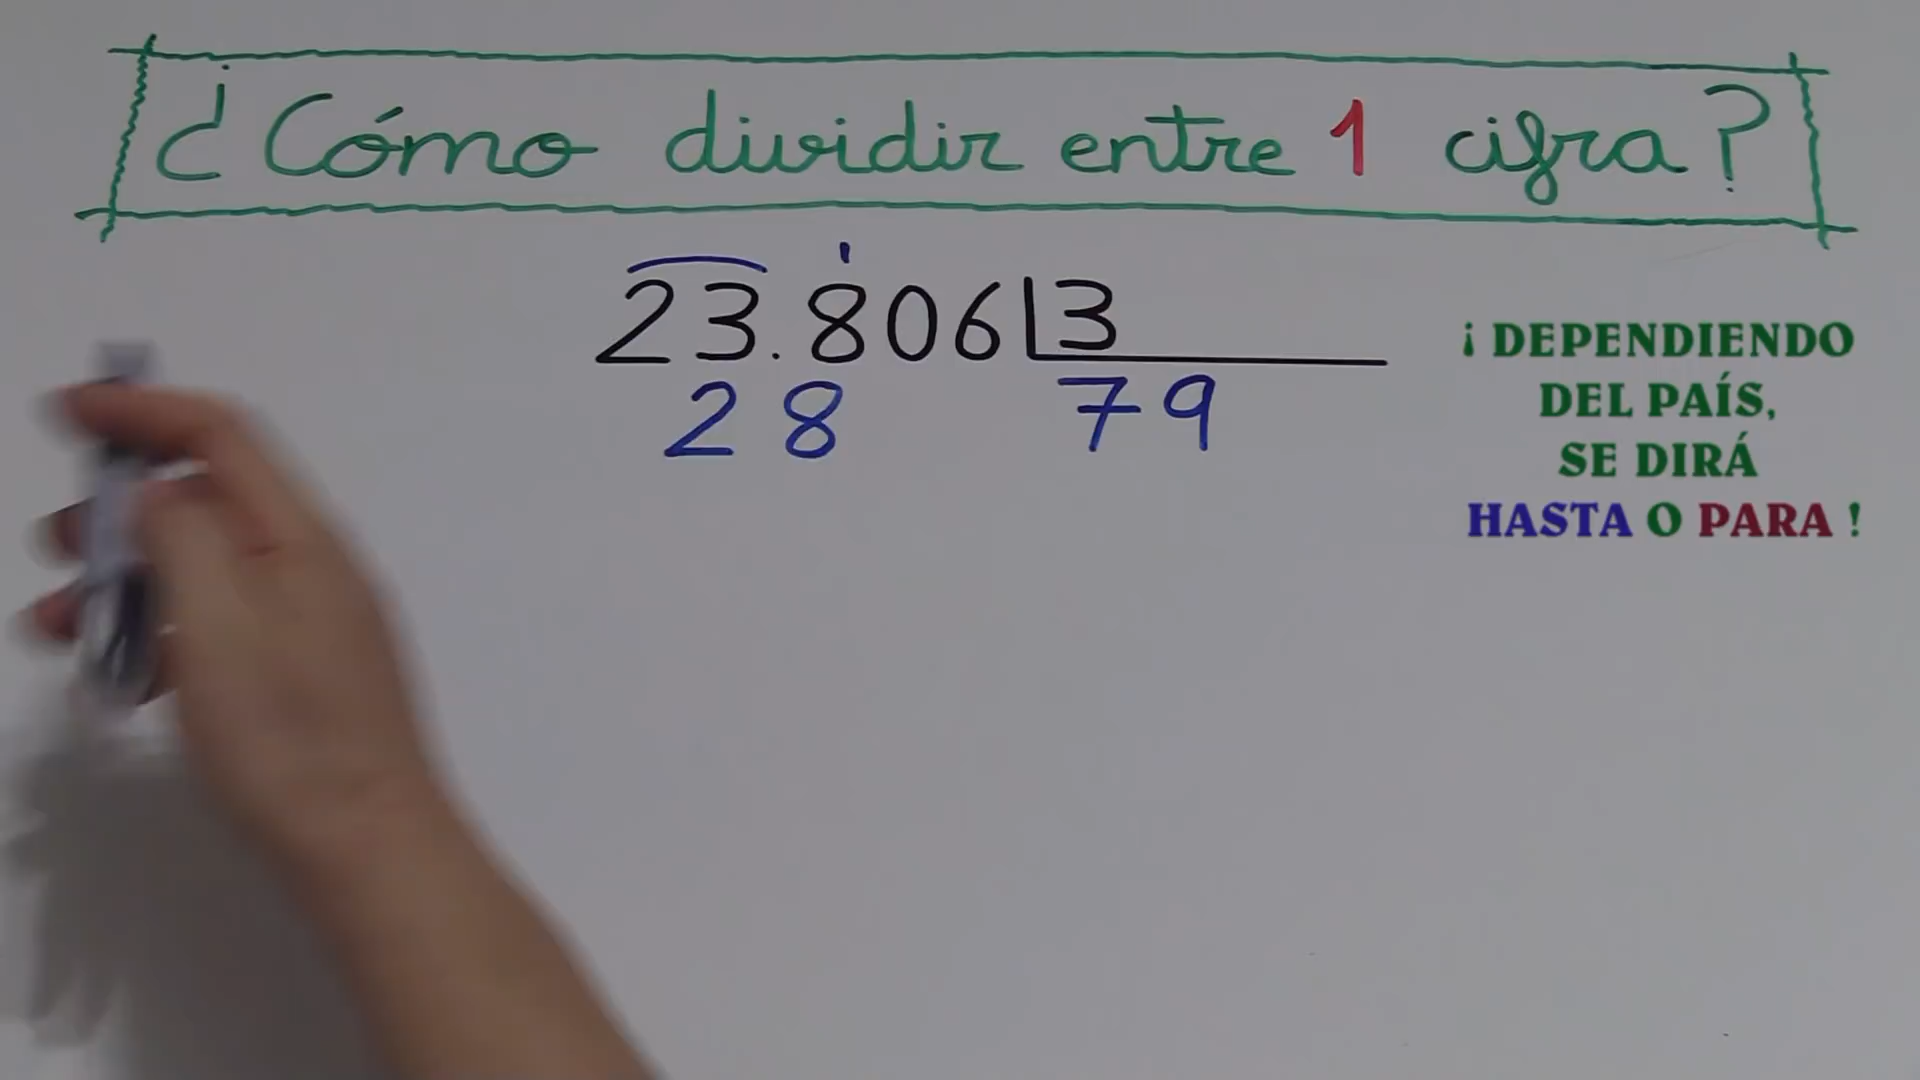 ¿Cómo dividir entre 1 cifra?
23.806 3
28 79
¡ DEPENDIENDO
DEL PAÍS,
SE DIRÁ
HASTA O PARA !